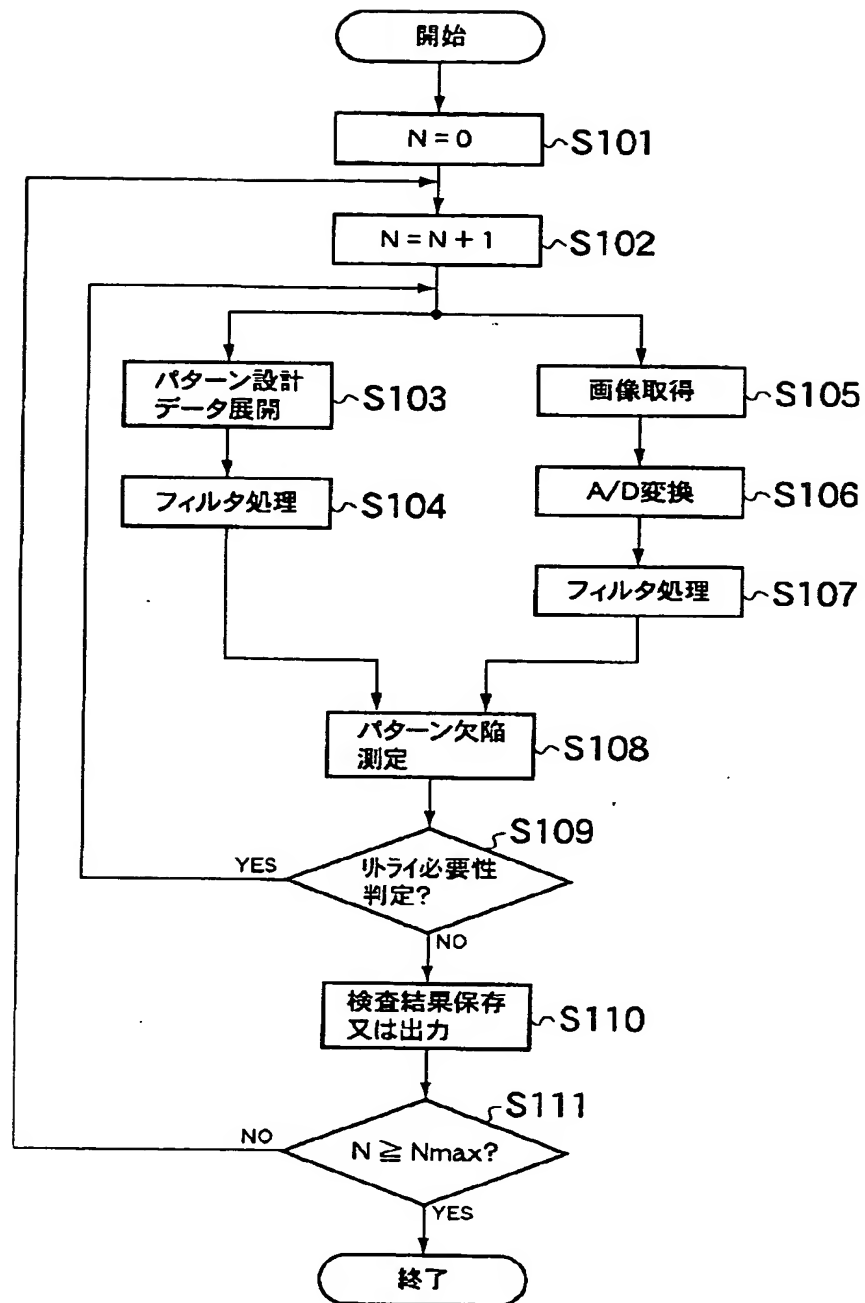 開始
N=0
S101
N=N+1
S102
パターン設計
データ展開
S103
フィルタ処理
S104
画像取得
S105
A/D変換
S106
フィルタ処理
S107
パターン欠陥
測定
S108
S109
リトライ必要性
判定?
YES
NO
検査結果保存
又は出力
S110
S111
N≧Nmax?
NO
YES
終了